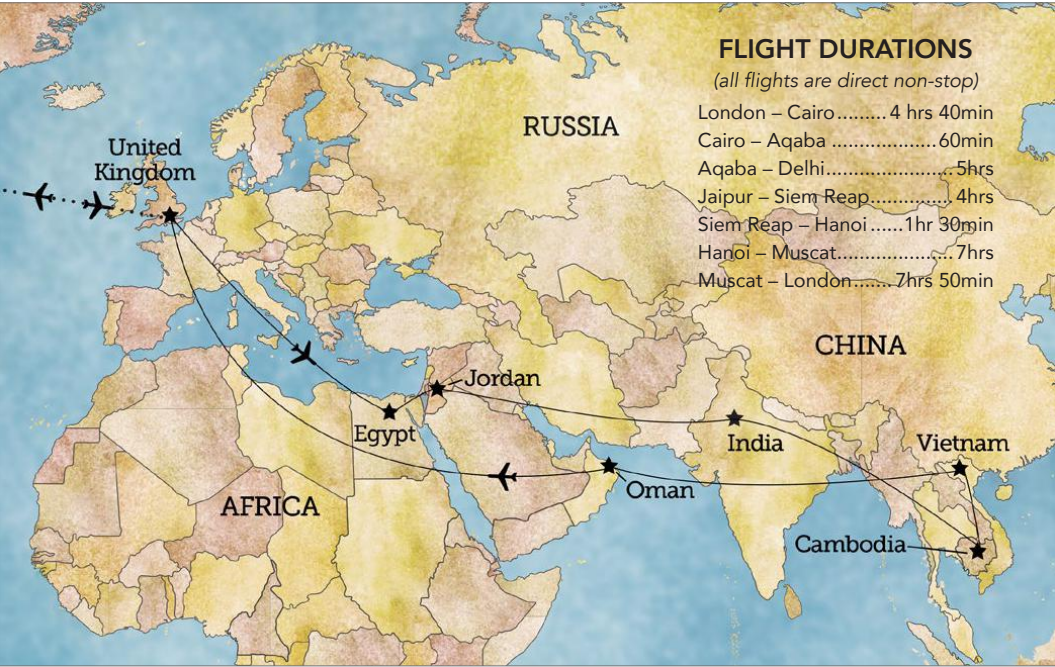 FLIGHT DURATIONS
(all flights are direct non-stop)
London – Cairo.........4 hrs 40min
Cairo – Aqaba ..................60min
Aqaba – Delhi.....................5hrs
Jaipur – Siem Reap.............4hrs
Siem Reap – Hanoi......1hr 30min
Hanoi – Muscat....................7hrs
Muscat – London.......7hrs 50min
RUSSIA
United
Kingdom
CHINA
Jordan
Egypt
India
Vietnam
Oman
AFRICA
Cambodia